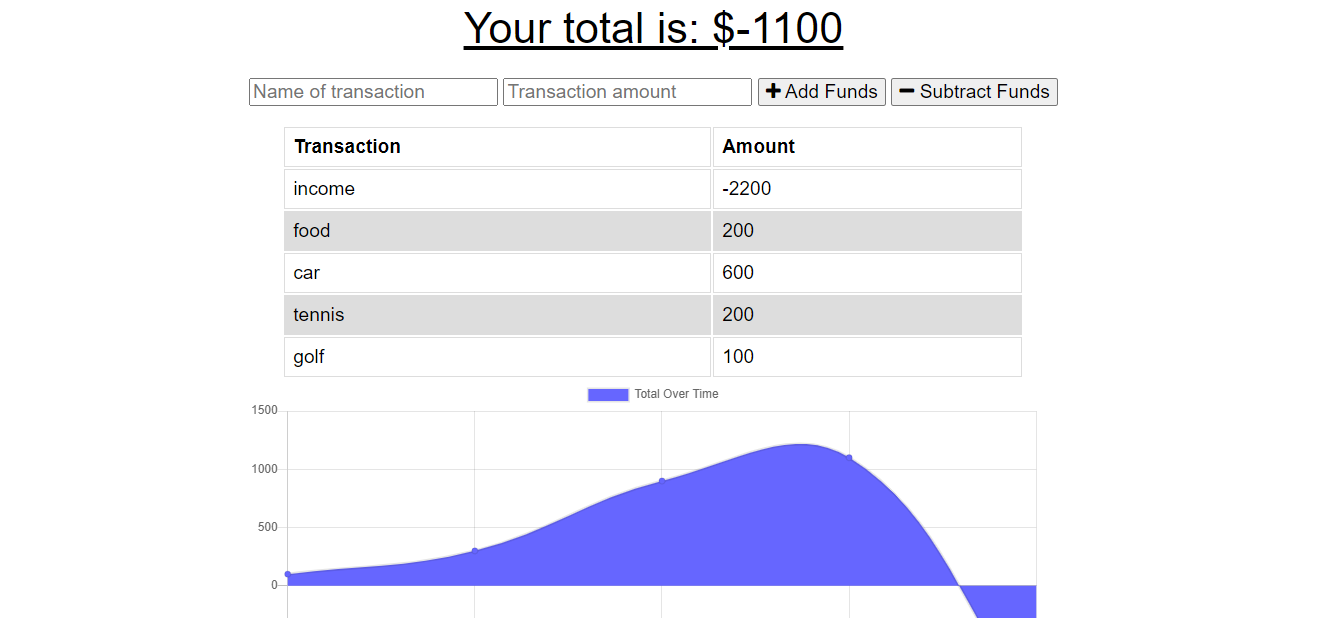 Your total is: $-1100
Name of transaction Transaction amount + Add Funds − Subtract Funds
Transaction Amount
income -2200
food 200
car 600
tennis 200
golf 100
Total Over Time
1500
1000
500
0